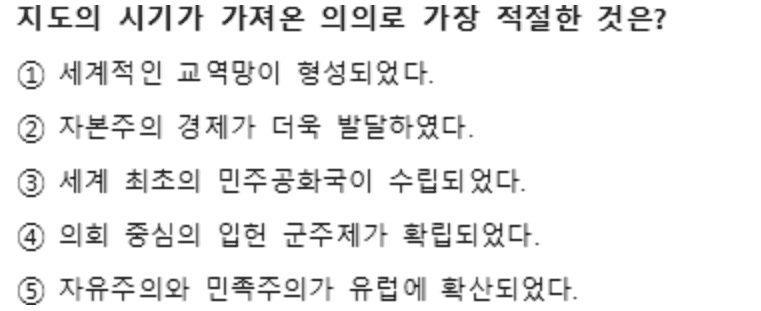 지도의 시기가 가져온 의의로 가장 적절한 것은?
① 세계적인 교역망이 형성되었다.
② 자본주의 경제가 더욱 발달하였다.
③ 세계 최초의 민주공화국이 수립되었다.
④ 의회 중심의 입헌 군주제가 확립되었다.
⑤ 자유주의와 민족주의가 유럽에 확산되었다.